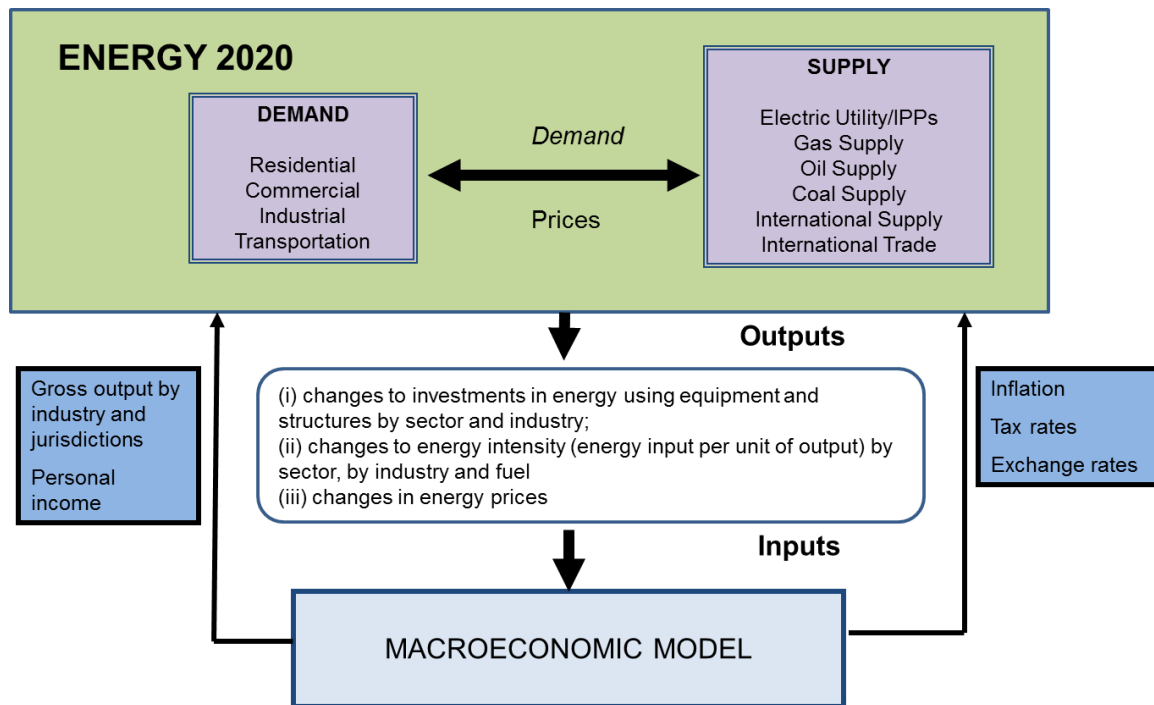 ENERGY 2020
DEMAND
Residential
Commercial
Industrial
Transportation
Demand
Prices
SUPPLY
Electric Utility/IPPs
Gas Supply
Oil Supply
Coal Supply
International Supply
International Trade
Outputs
Gross output by
industry and
jurisdictions
Personal
income
(i) changes to investments in energy using equipment and
structures by sector and industry;
(ii) changes to energy intensity (energy input per unit of output) by
sector, by industry and fuel
(iii) changes in energy prices
Inflation
Tax rates
Exchange rates
Inputs
MACROECONOMIC MODEL